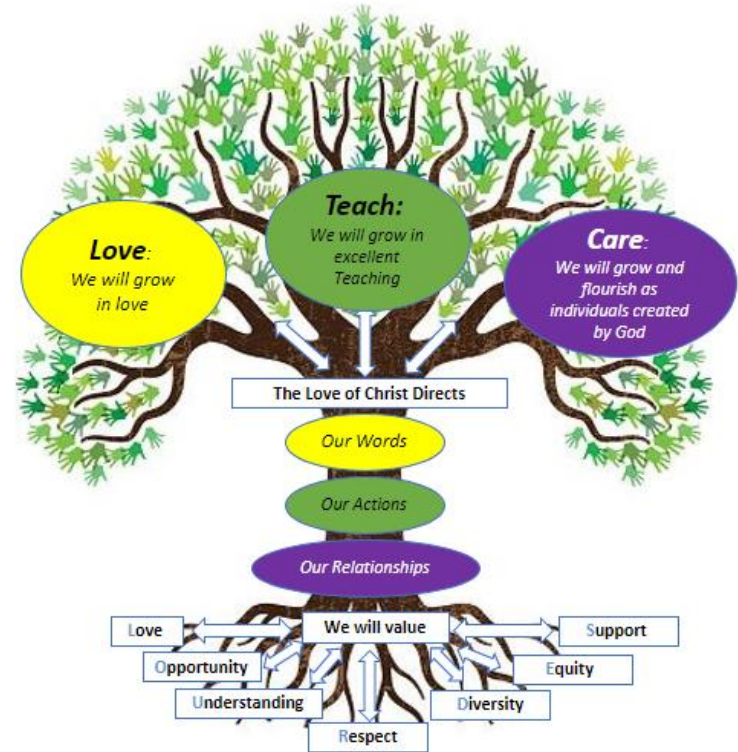 Teach:
We will grow in
excellent
Teaching
Love:
We will grow
in love
Care:
We will grow and
flourish as
individuals created
by God
The Love of Christ Directs
Our Words
Our Actions
Our Relationships
We will value
Love
Opportunity
Understanding
Respect
Diversity
Equity
Support